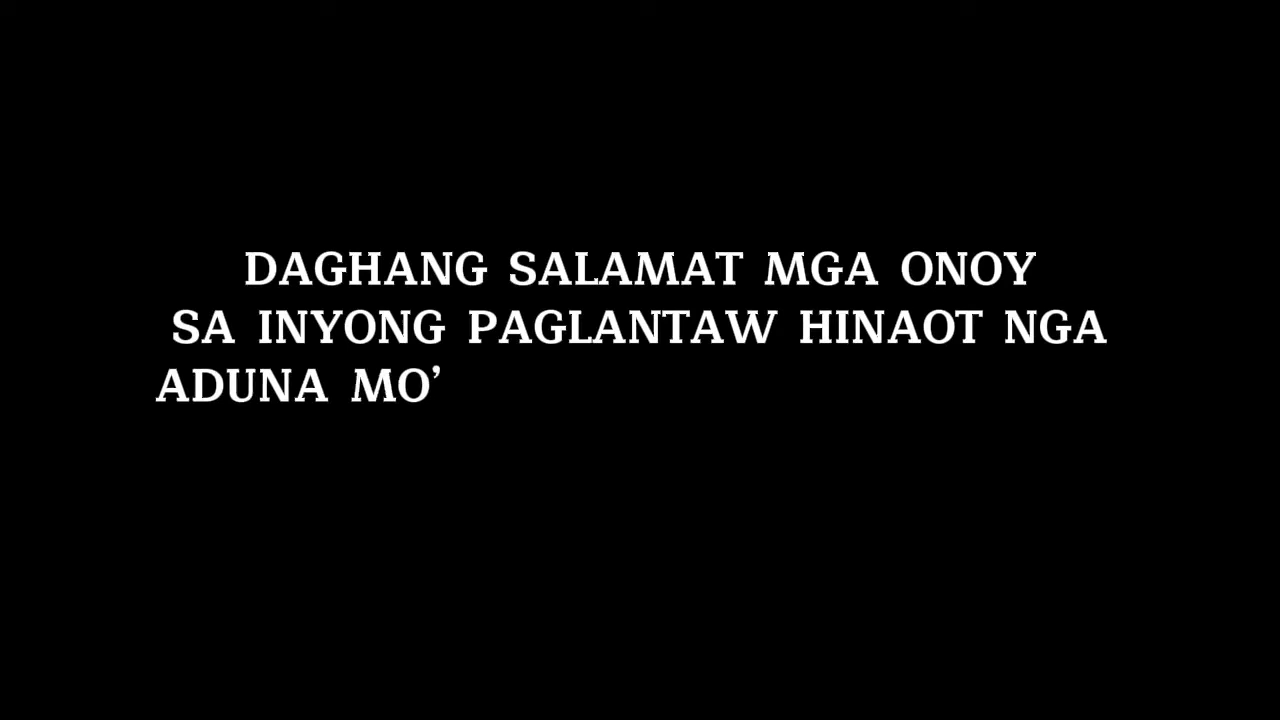 DAGHANG SALAMAT MGA ONOY
SA INYONG PAGLANTAW HINAOT NGA
ADUNA MO’